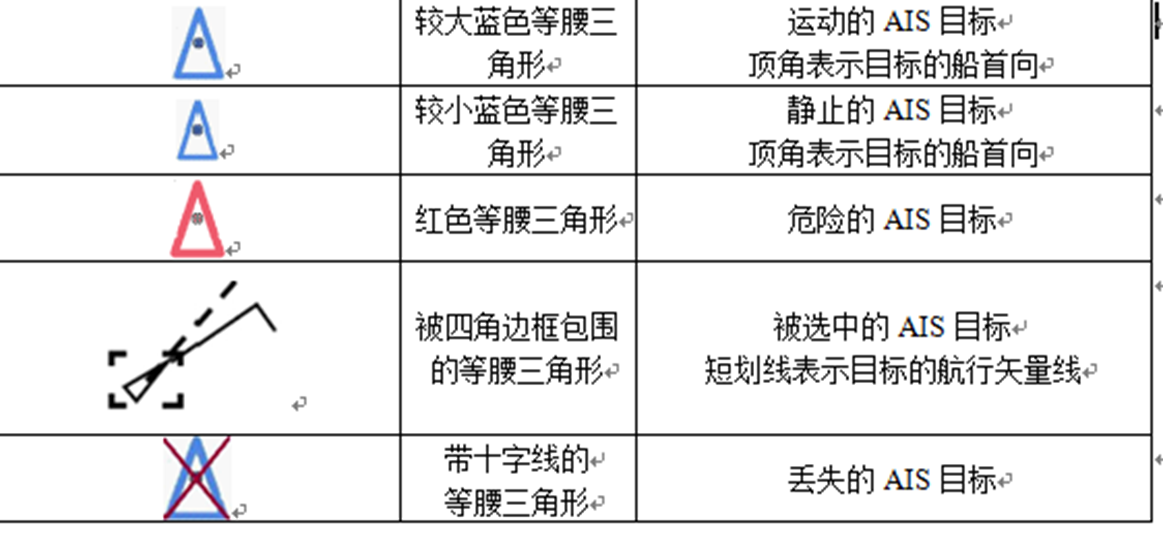 较大蓝色等腰三
角形
运动的 AIS 目标
顶角表示目标的船首向
较小蓝色等腰三
角形
静止的 AIS 目标
顶角表示目标的船首向
红色等腰三角形
危险的 AIS 目标
被四角边框包围
的等腰三角形
被选中的 AIS 目标
短划线表示目标的航行矢量线
带十字线的
等腰三角形
丢失的 AIS 目标